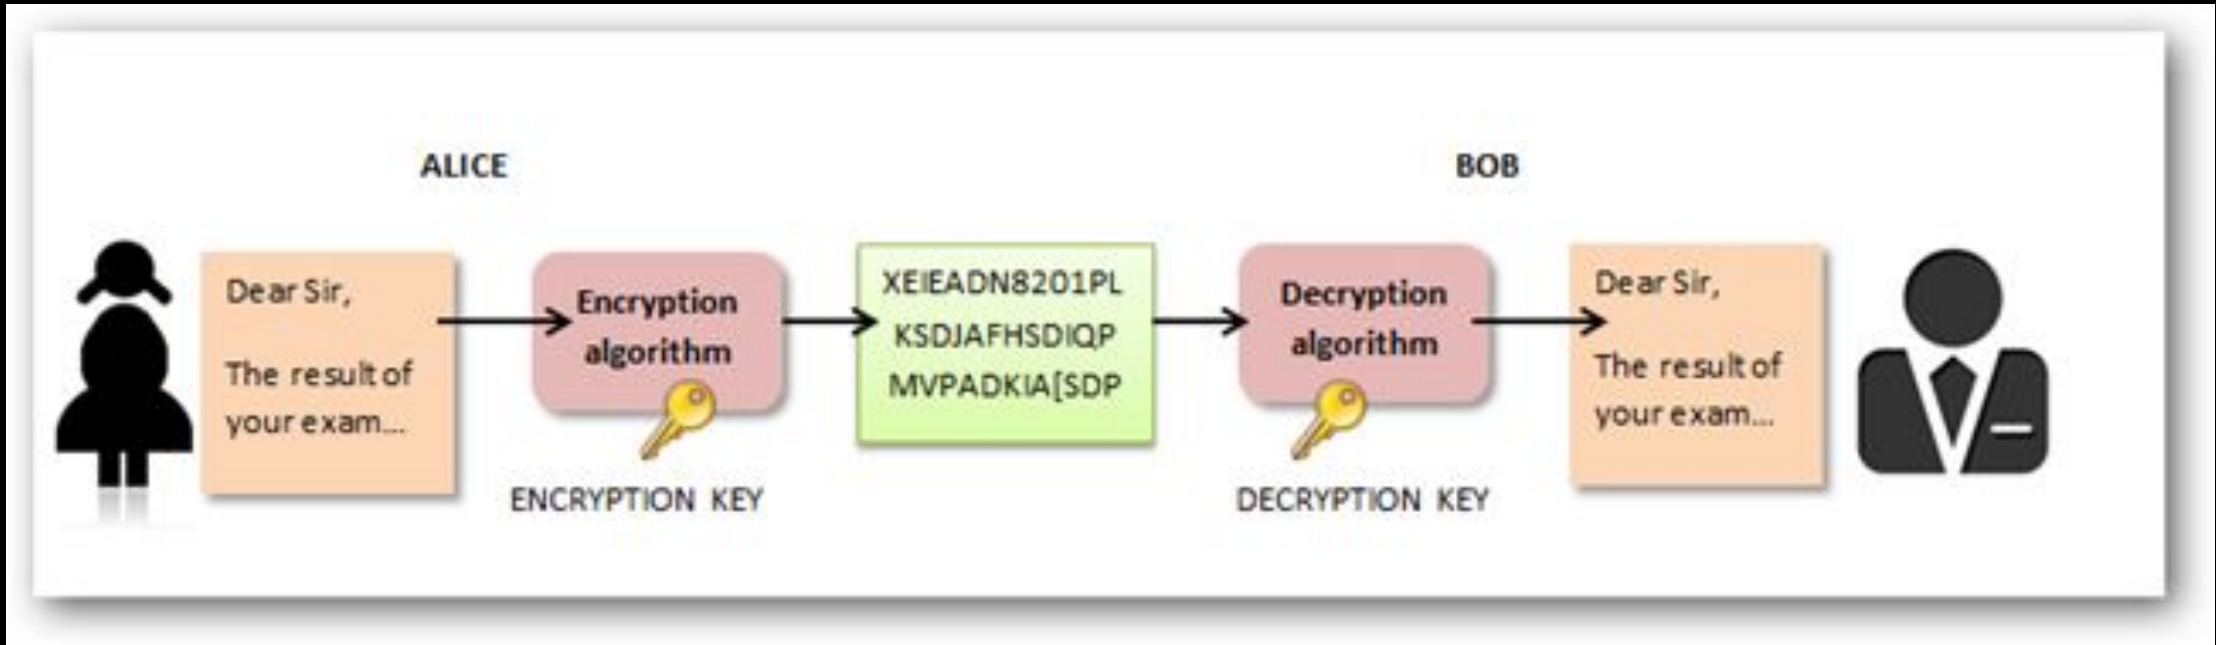 ALICE
BOB
Dear Sir,
The result of
your exam...
Encryption
algorithm
ENCRYPTION KEY
XEIEADN8201PL
KSDJAFHSDIQP
MVPADKIA[SDP
Decryption
algorithm
DECRYPTION KEY
Dear Sir,
The result of
your exam...